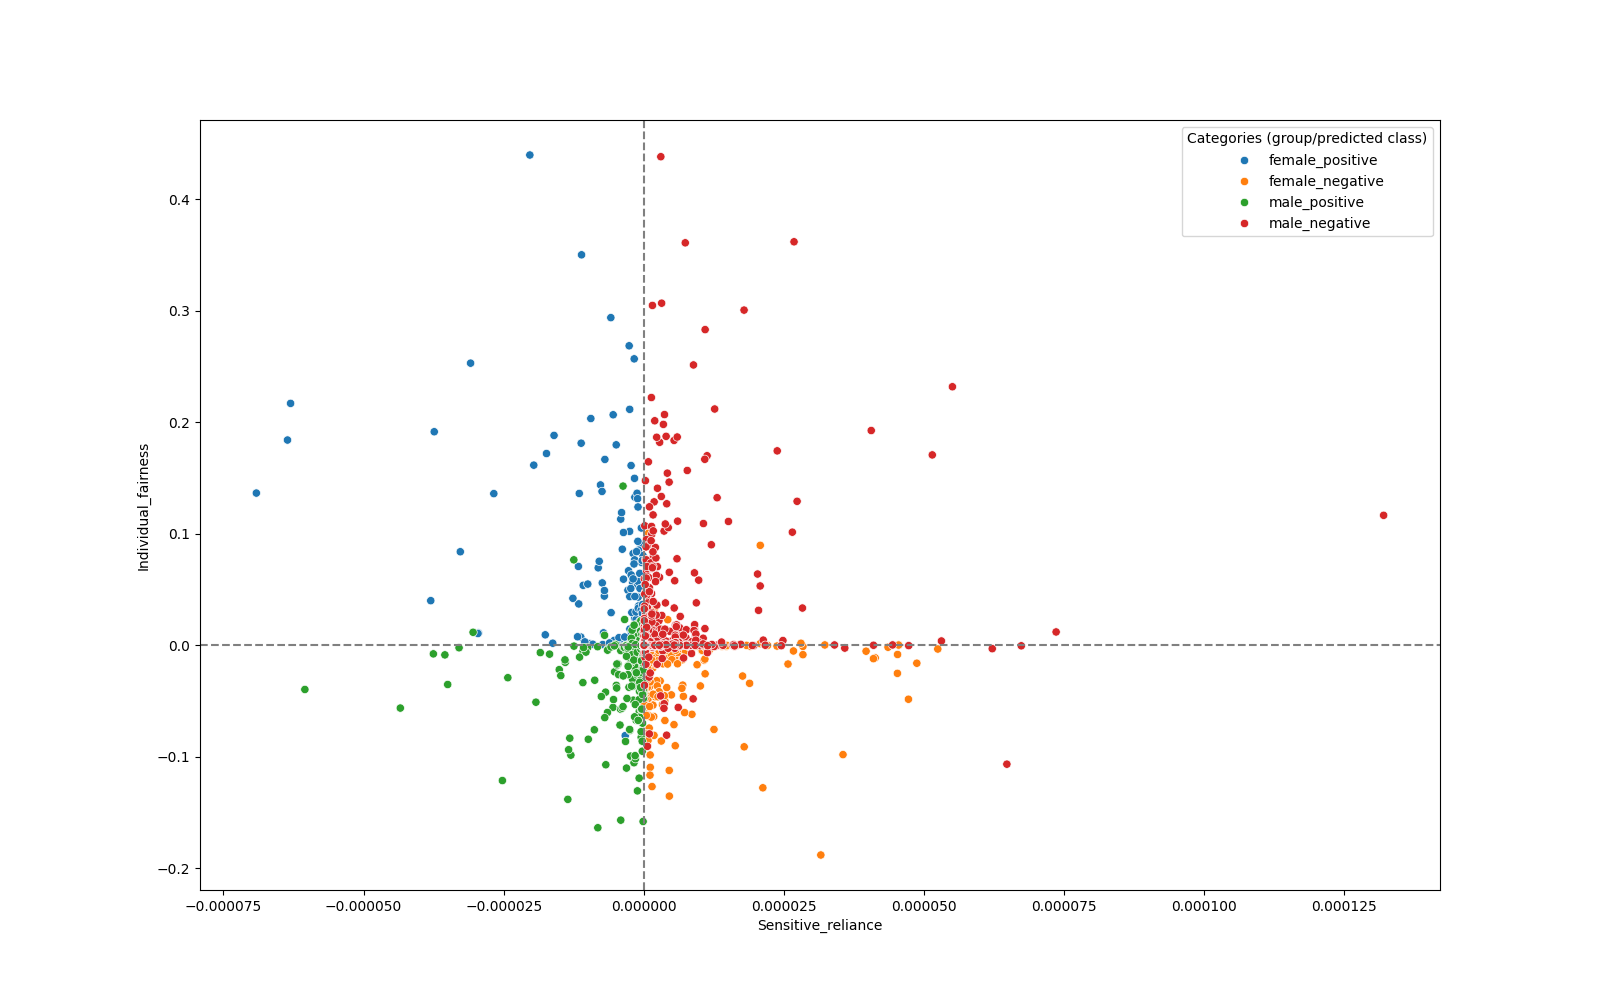 Categories (group/predicted class)
female_positive
female_negative
male_positive
male_negative
Individual_fairness
0.4
0.3
0.2
0.1
0.0
−0.1
−0.2
−0.000075 −0.000050 −0.000025 0.000000 0.000025 0.000050 0.000075 0.000100 0.000125
Sensitive_reliance